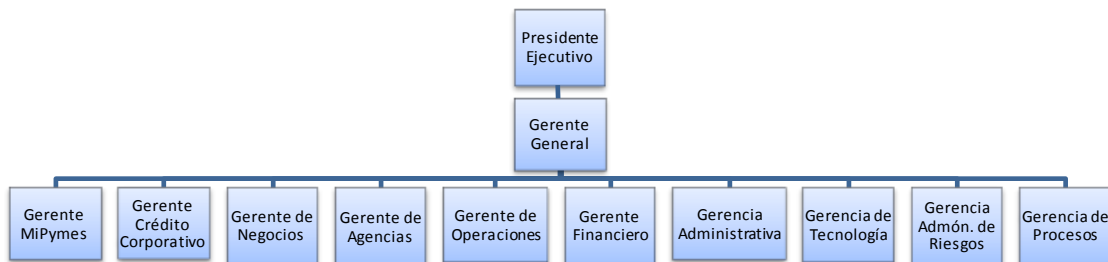 Presidente
Ejecutivo
Gerente
General
Gerente
MiPymes
Gerente
Crédito
Corporativo
Gerente de
Negocios
Gerente de
Agencias
Gerente de
Operaciones
Gerente
Financiero
Gerencia
Administrativa
Gerencia de
Tecnología
Gerencia
Admón. de
Riesgos
Gerencia de
Procesos